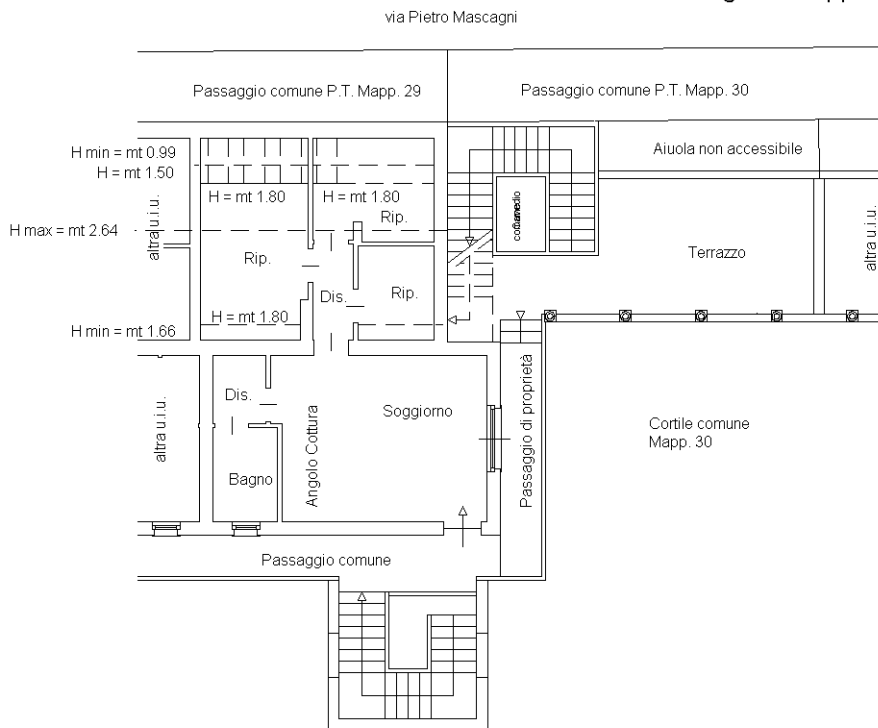 via Pietro Mascagni
Passaggio comune P.T. Mapp. 29
Passaggio comune P.T. Mapp. 30
H min = mt 0.99
H = mt 1.50
Aiuola non accessibile
H = mt 1.80
H = mt 1.80
Rip.
H max = mt 2.64
altra u.i.u.
Rip.
Terrazzo
altra u.i.u.
Dis.
Rip.
H = mt 1.80
H min = mt 1.66
Dis.
altra u.i.u.
Soggiorno
Angolo Cottura
Passaggio di proprietà
Cortile comune
Mapp. 30
Bagno
Passaggio comune